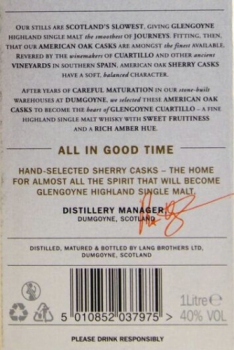 OUR STILLS are SCOTLAND'S SLOWEST, GIVING GLENGOYNE
HIGHLAND SINGLE MALT the smoothest of JOURNEYS. FITTING, THEN,
THAT OUR AMERICAN OAK CASKS ARE AMONGST the finest AVAILABLE.
REVERED BY THE winemakers OF CUARTILLO AND OTHER ANCIENT
VINEYARDS IN SOUTHERN SPAIN, AMERICAN OAK SHERRY CASKS
HAVE A SOFT, balanced CHARACTER.
AFTER YEARS OF CAREFUL MATURATION IN OUR stone-built
WAREHOUSES AT DUMGOYNE, we selected THESE AMERICAN OAK
CASKS TO BECOME the heart of GLENGOYNE CUARTILLO – A FINE
HIGHLAND SINGLE MALT WHISKY WITH SWEET FRUITINESS
AND A RICH AMBER HUE.
ALL IN GOOD TIME
HAND-SELECTED SHERRY CASKS – THE HOME
FOR ALMOST ALL THE SPIRIT THAT WILL BECOME
GLENGOYNE HIGHLAND SINGLE MALT.
DISTILLERY MANAGER
DUMGOYNE, SCOTLAND
DISTILLED, MATURED & BOTTLED BY LANG BROTHERS LTD,
DUMGOYNE, SCOTLAND
1Litre e
40% VOL
5 010852 037975 >
PLEASE DRINK RESPONSIBLY